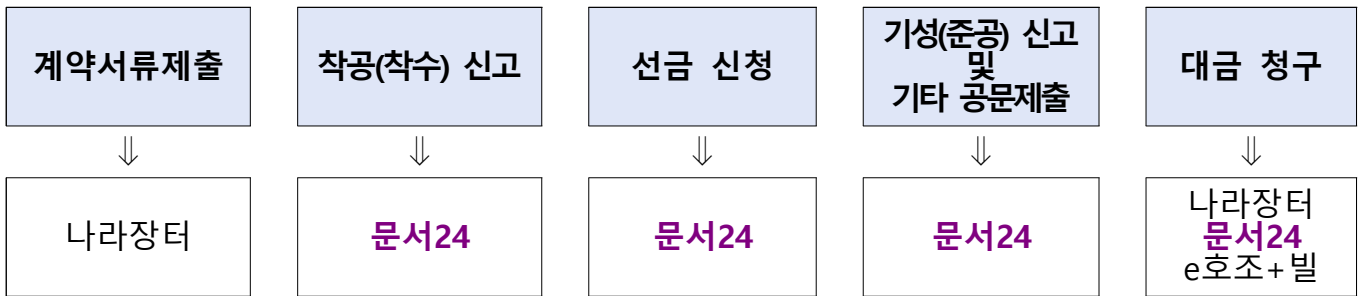 계약서류제출
착공(착수) 신고
선금 신청
기성(준공) 신고
및
기타 공문제출
대금 청구
⇓ ⇓ ⇓ ⇓ ⇓
나라장터
문서24
문서24
문서24
나라장터
문서24
e호조+빌